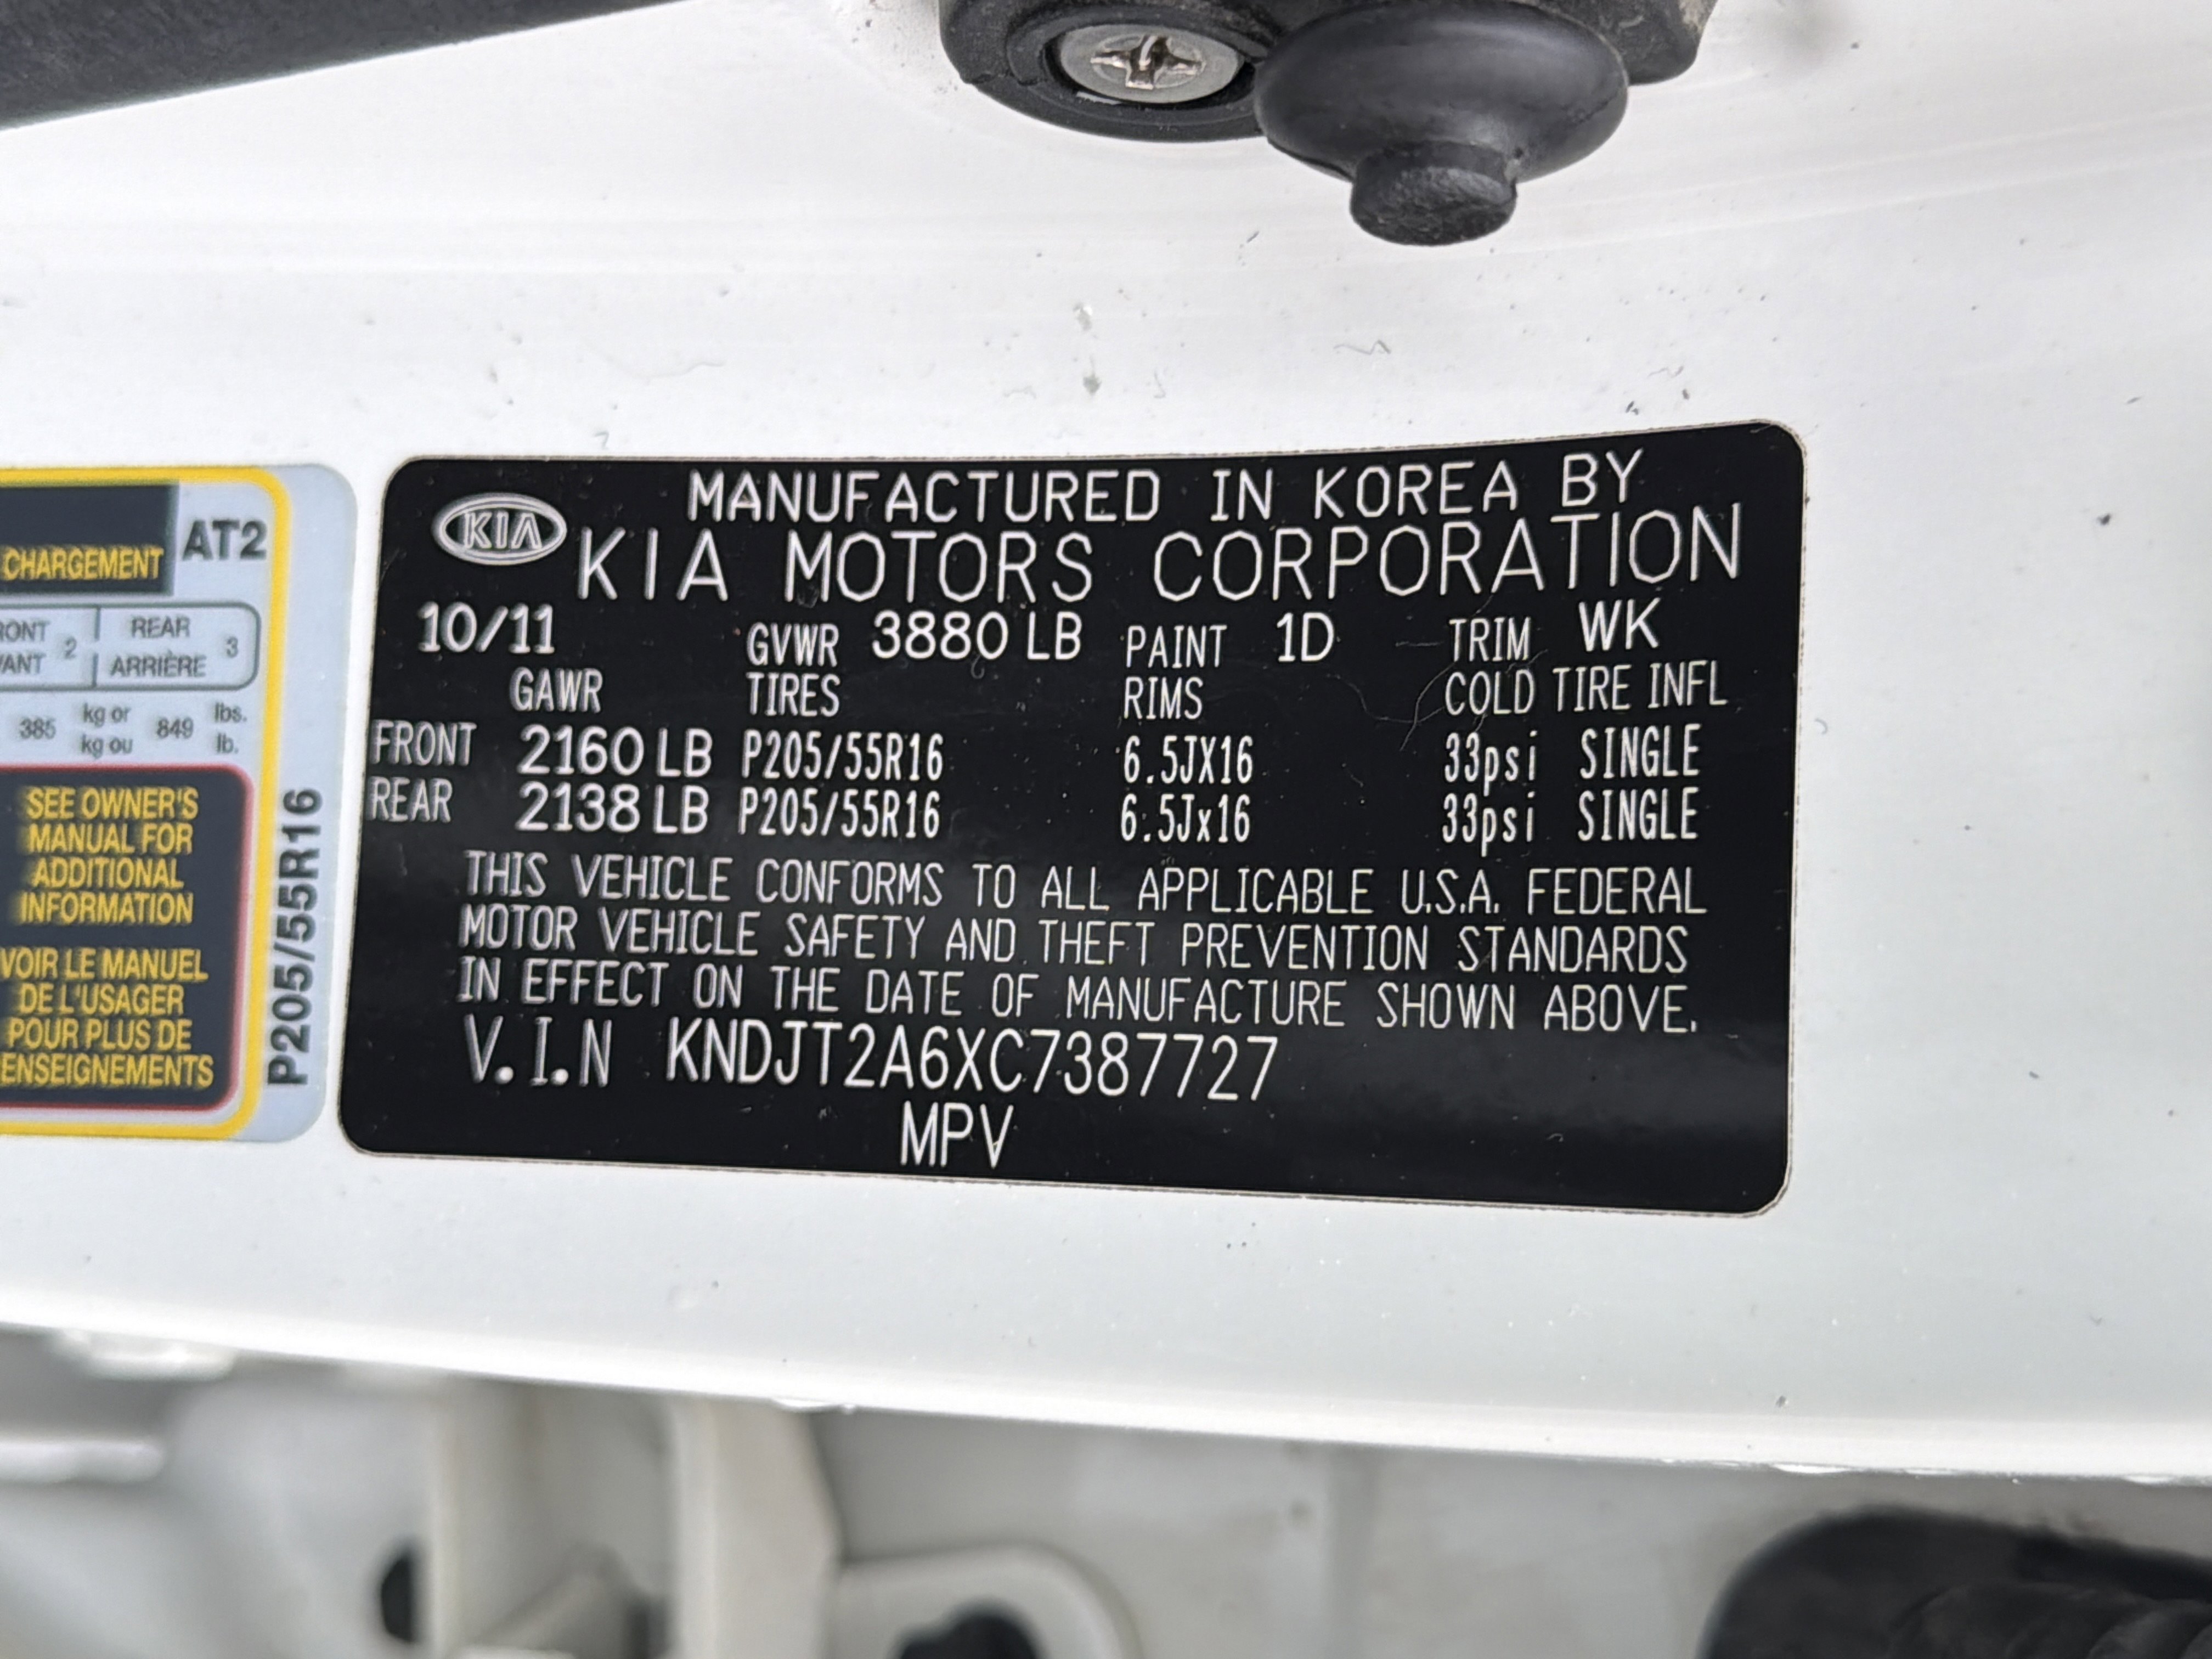 CHARGEMENT AT2
2 REAR 3
ARRIÈRE
385 kg or 849 lbs.
kg ou lb.
SEE OWNER'S
MANUAL FOR
ADDITIONAL
INFORMATION
VOIR LE MANUEL
DE L'USAGER
POUR PLUS DE
P205/55R16
KIA
MANUFACTURED IN KOREA BY
KIA MOTORS CORPORATION
10/11 GVWR 3880 LB PAINT 1D TRIM WK
GAWR TIRES RIMS COLD TIRE INFL
FRONT 2160 LB P205/55R16 6.5JX16 33psi SINGLE
REAR 2138 LB P205/55R16 6.5Jx16 33psi SINGLE
THIS VEHICLE CONFORMS TO ALL APPLICABLE U.S.A. FEDERAL
MOTOR VEHICLE SAFETY AND THEFT PREVENTION STANDARDS
IN EFFECT ON THE DATE OF MANUFACTURE SHOWN ABOVE.
V.I.N KNDJT2A6XC7387727
MPV